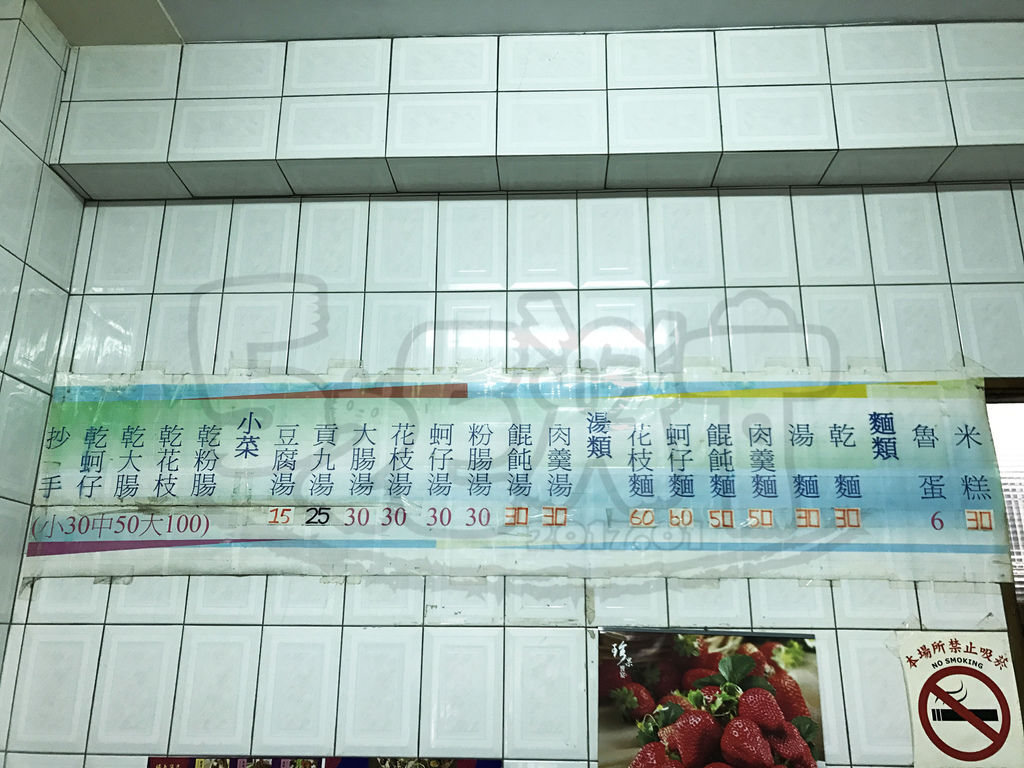 米糕 30
魯蛋 6
麵類
乾麵 30
湯麵 30
肉羹麵 50
餛飩麵 50
蚵仔麵 60
花枝麵 60
湯類
肉羹湯 30
餛飩湯 30
粉腸湯 30
蚵仔湯 30
花枝湯 30
大腸湯 30
貢九湯 25
豆腐湯 15
小菜
乾粉腸
乾花枝
乾大腸
乾蚵仔
抄手
(小30中50大100)
2017.01
本場所禁止吸菸
NO SMOKING